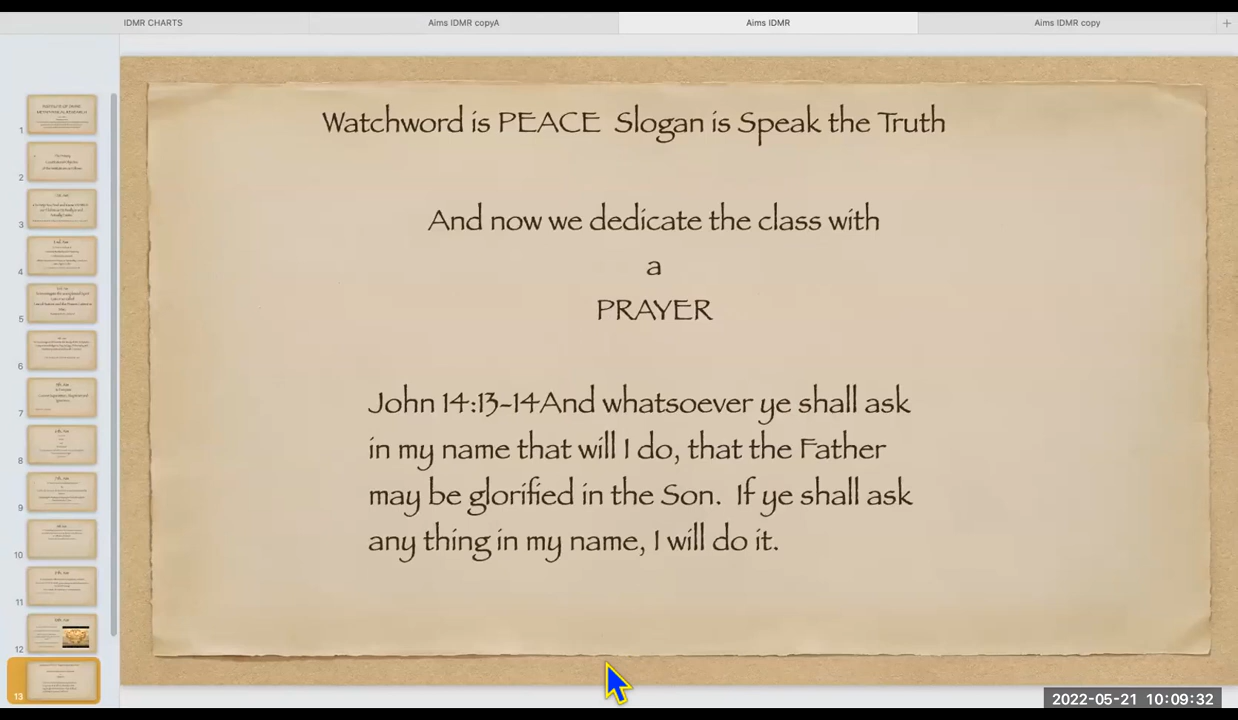 IDMR CHARTS
Aims IDMR copyA
Aims IDMR
Aims IDMR copy
Watchword is PEACE  Slogan is Speak the Truth
And now we dedicate the class with
a
PRAYER
John 14:13-14And whatsoever ye shall ask
in my name that will I do, that the Father
may be glorified in the Son.  If ye shall ask
any thing in my name, I will do it.
1
2
3
4
5
6
7
8
9
10
11
12
13
2022-05-21 10:09:32